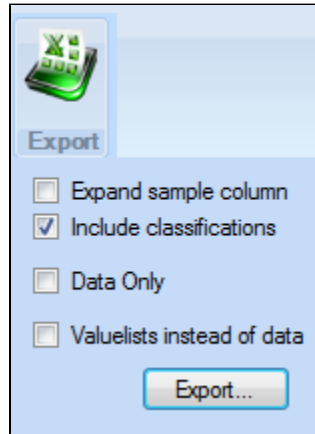 Export
Expand sample column
Include classifications
Data Only
Valuelists instead of data
Export...